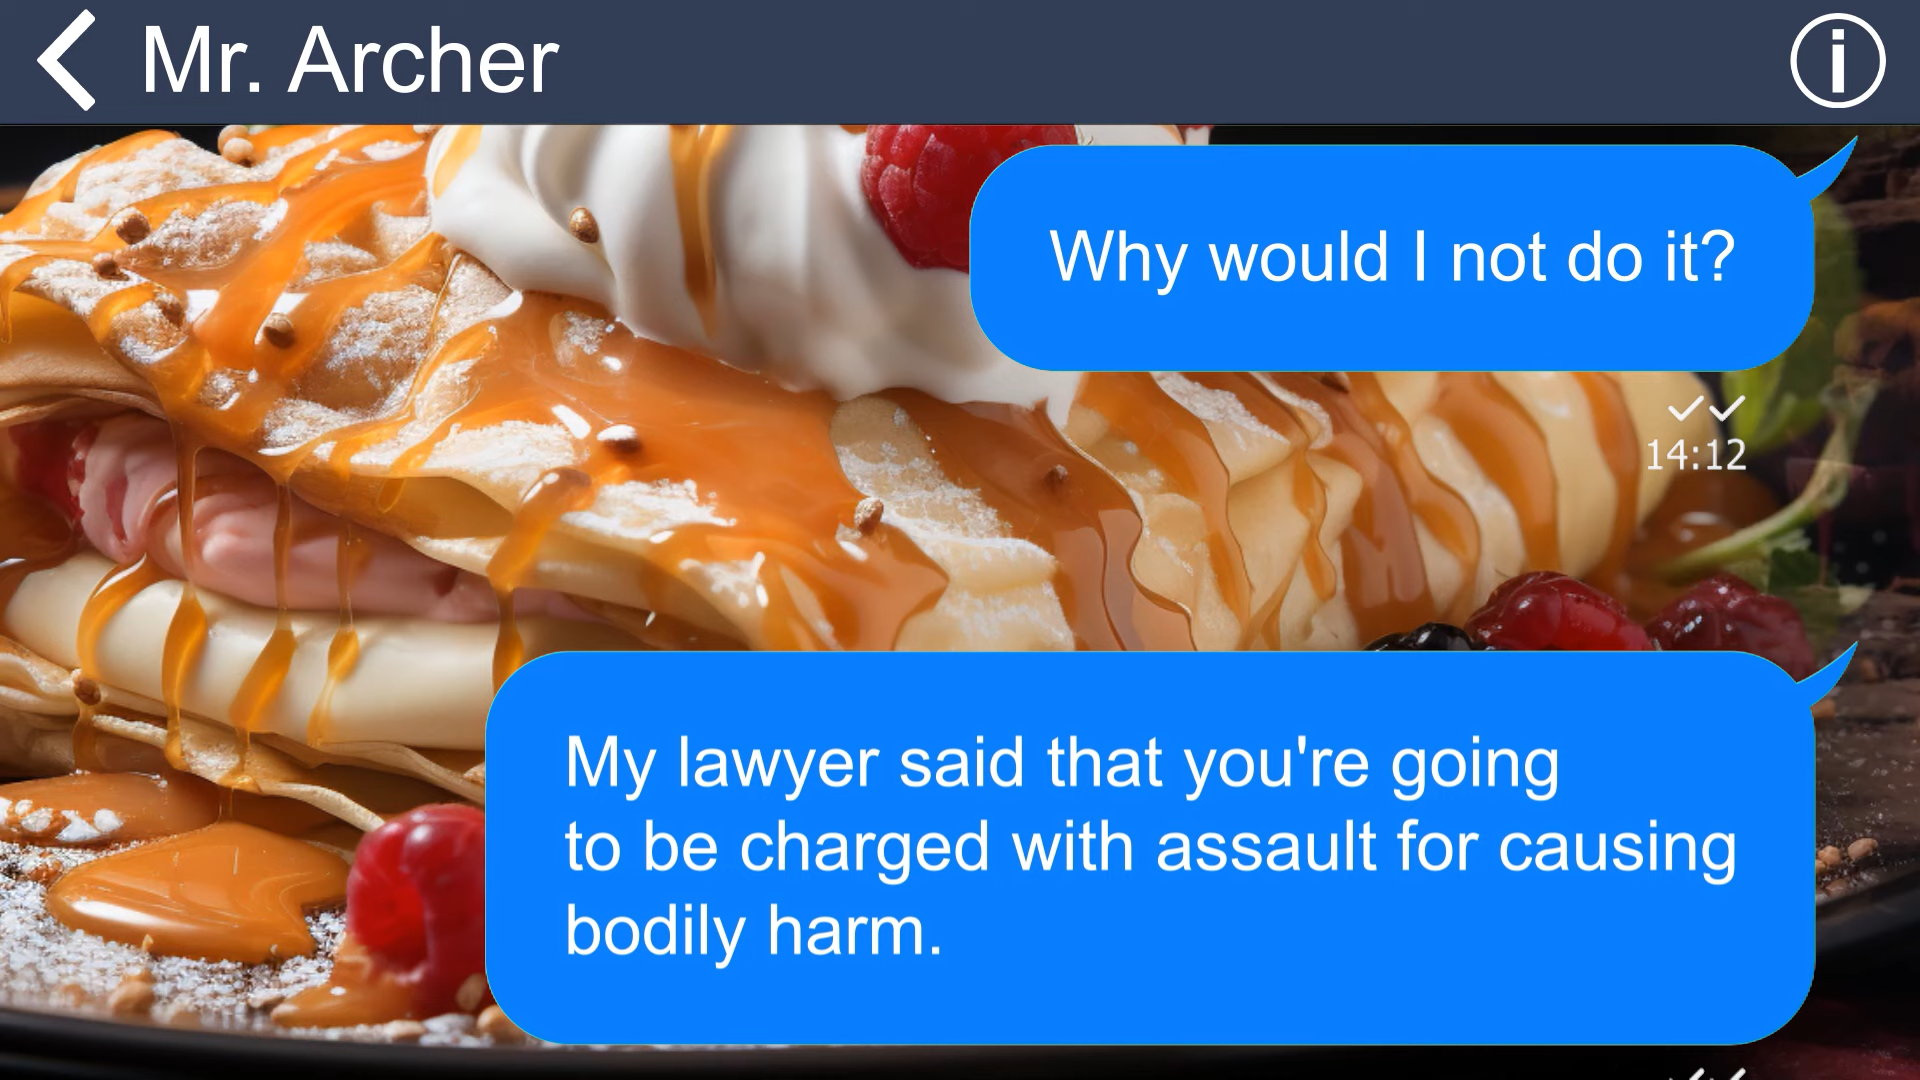 Mr. Archer
Why would I not do it?
14:12
My lawyer said that you're going
to be charged with assault for causing
bodily harm.